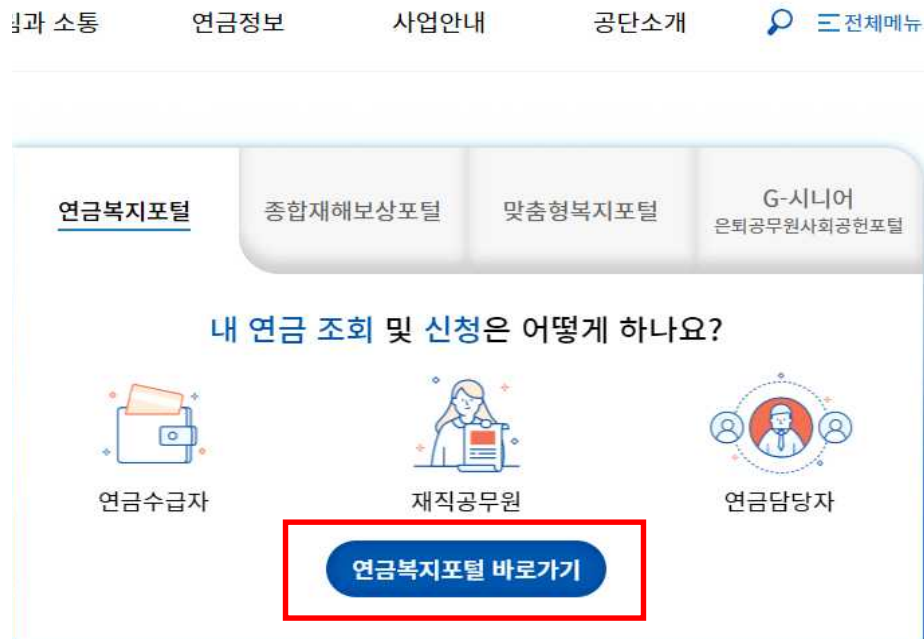 과 소통 연금정보 사업안내 공단소개 전체메뉴
연금복지포털 종합재해보상포털 맞춤형복지포털 G-시니어
은퇴공무원사회공헌포털
내 연금 조회 및 신청은 어떻게 하나요?
연금수급자 재직공무원 연금담당자
연금복지포털 바로가기